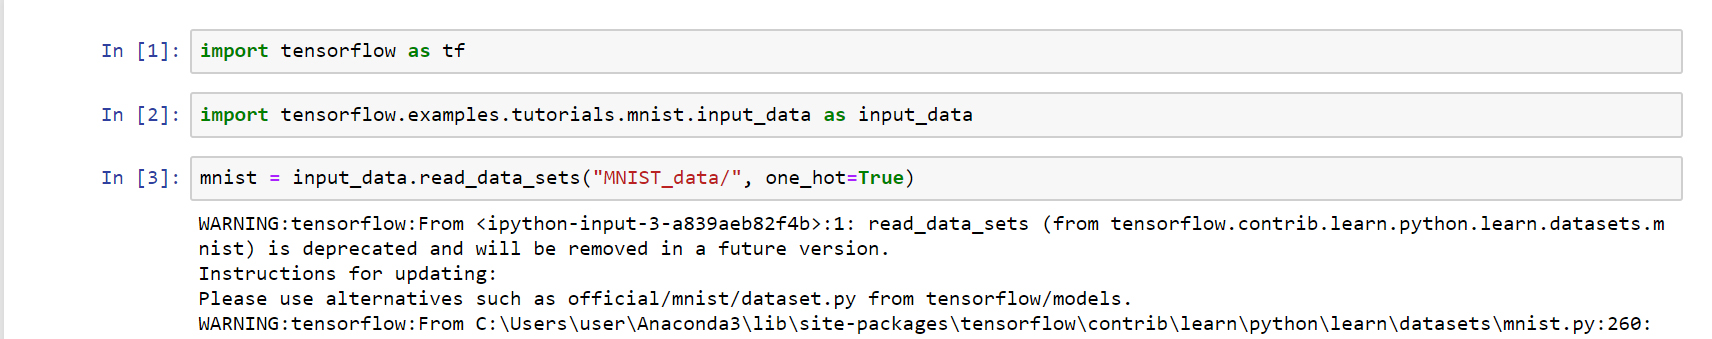 In [1]: import tensorflow as tf
In [2]: import tensorflow.examples.tutorials.mnist.input_data as input_data
In [3]: mnist = input_data.read_data_sets("MNIST_data/", one_hot=True)
WARNING:tensorflow:From <ipython-input-3-a839aeb82f4b>:1: read_data_sets (from tensorflow.contrib.learn.python.learn.datasets.m
nist) is deprecated and will be removed in a future version.
Instructions for updating:
Please use alternatives such as official/mnist/dataset.py from tensorflow/models.
WARNING:tensorflow:From C:\Users\user\Anaconda3\lib\site-packages\tensorflow\contrib\learn\python\learn\datasets\mnist.py:260: